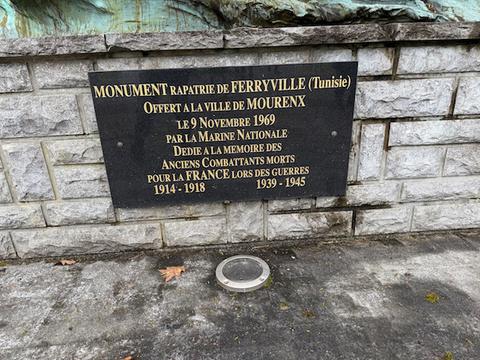 MONUMENT RAPATRIE DE FERRYVILLE (Tunisie)
OFFERT A LA VILLE DE MOURENX
LE 9 NOVEMBRE 1969
PAR LA MARINE NATIONALE
DEDIE A LA MEMOIRE DES
ANCIENS COMBATTANTS MORTS
POUR LA FRANCE LORS DES GUERRES
1914 - 1918 1939 - 1945